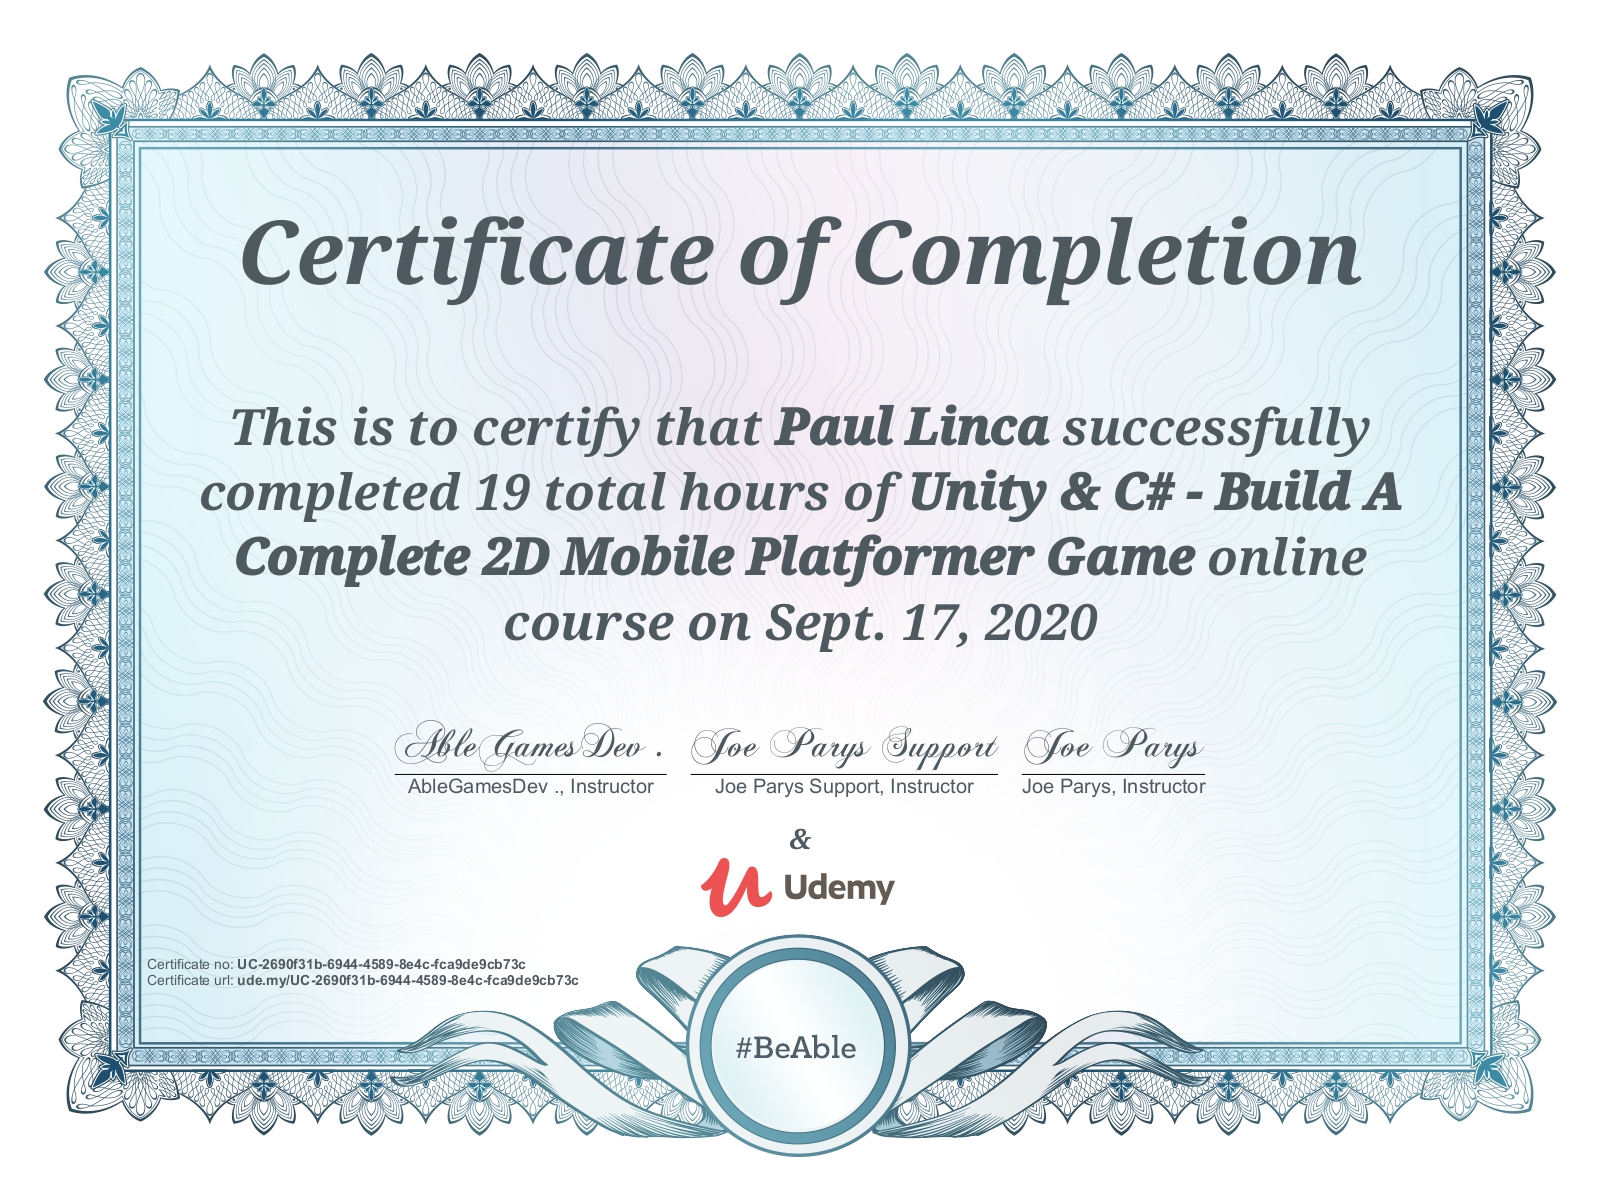 Certificate of Completion
This is to certify that Paul Linca successfully
completed 19 total hours of Unity & C# - Build A
Complete 2D Mobile Platformer Game online
course on Sept. 17, 2020
AbleGamesDev . Joe Parys Support Joe Parys
AbleGamesDev ., Instructor Joe Parys Support, Instructor Joe Parys, Instructor
&
Udemy
Certificate no: UC-2690f31b-6944-4589-8e4c-fca9de9cb73c
Certificate url: ude.my/UC-2690f31b-6944-4589-8e4c-fca9de9cb73c
#BeAble